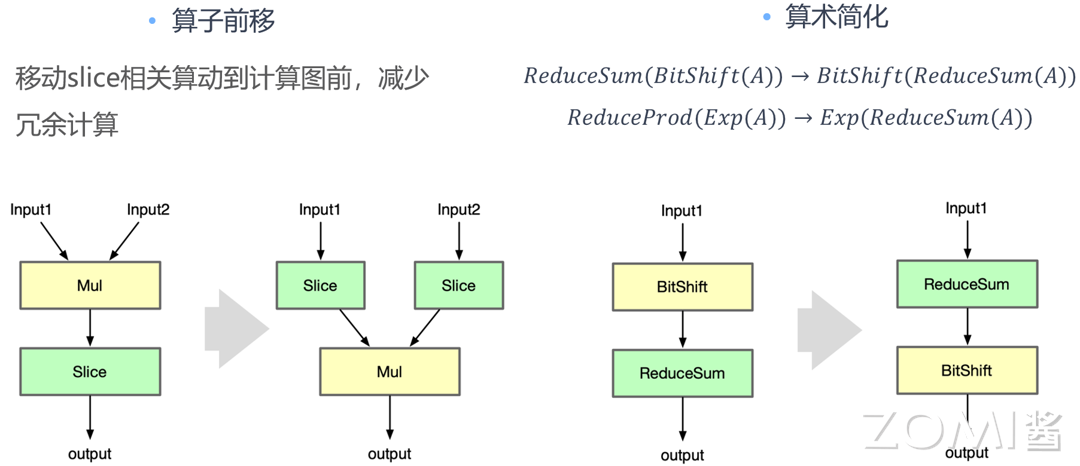 • 算子前移
移动slice相关算动到计算图前，减少
冗余计算
Input1 Input2
Mul
Slice
output
Input1 Input2
Slice Slice
Mul
output
• 算术简化
ReduceSum(BitShift(A)) → BitShift(ReduceSum(A))
ReduceProd(Exp(A)) → Exp(ReduceSum(A))
Input1
BitShift
ReduceSum
output
Input1
ReduceSum
BitShift
output
ZOMI酱